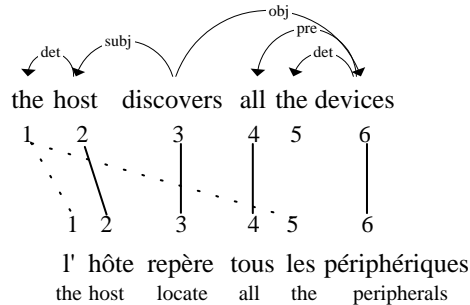 obj
pre
det subj det
the host discovers all the devices
1 2 3 4 5 6
1 2 3 4 5 6
l' hôte repère tous les périphériques
the host locate all the peripherals